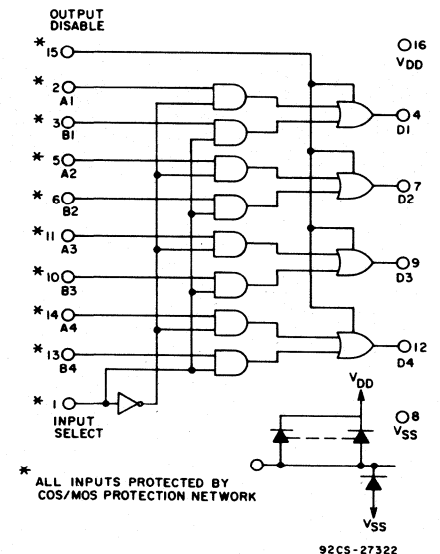 OUTPUT
DISABLE
* 15
16
VDD
* 2
A1
4
D1
* 3
B1
* 5
A2
7
D2
* 6
B2
* 11
A3
9
D3
* 10
B3
* 14
A4
12
D4
* 13
B4
* 1
INPUT
SELECT
VDD
8
VSS
* ALL INPUTS PROTECTED BY
COS/MOS PROTECTION NETWORK
VSS
92CS-27322